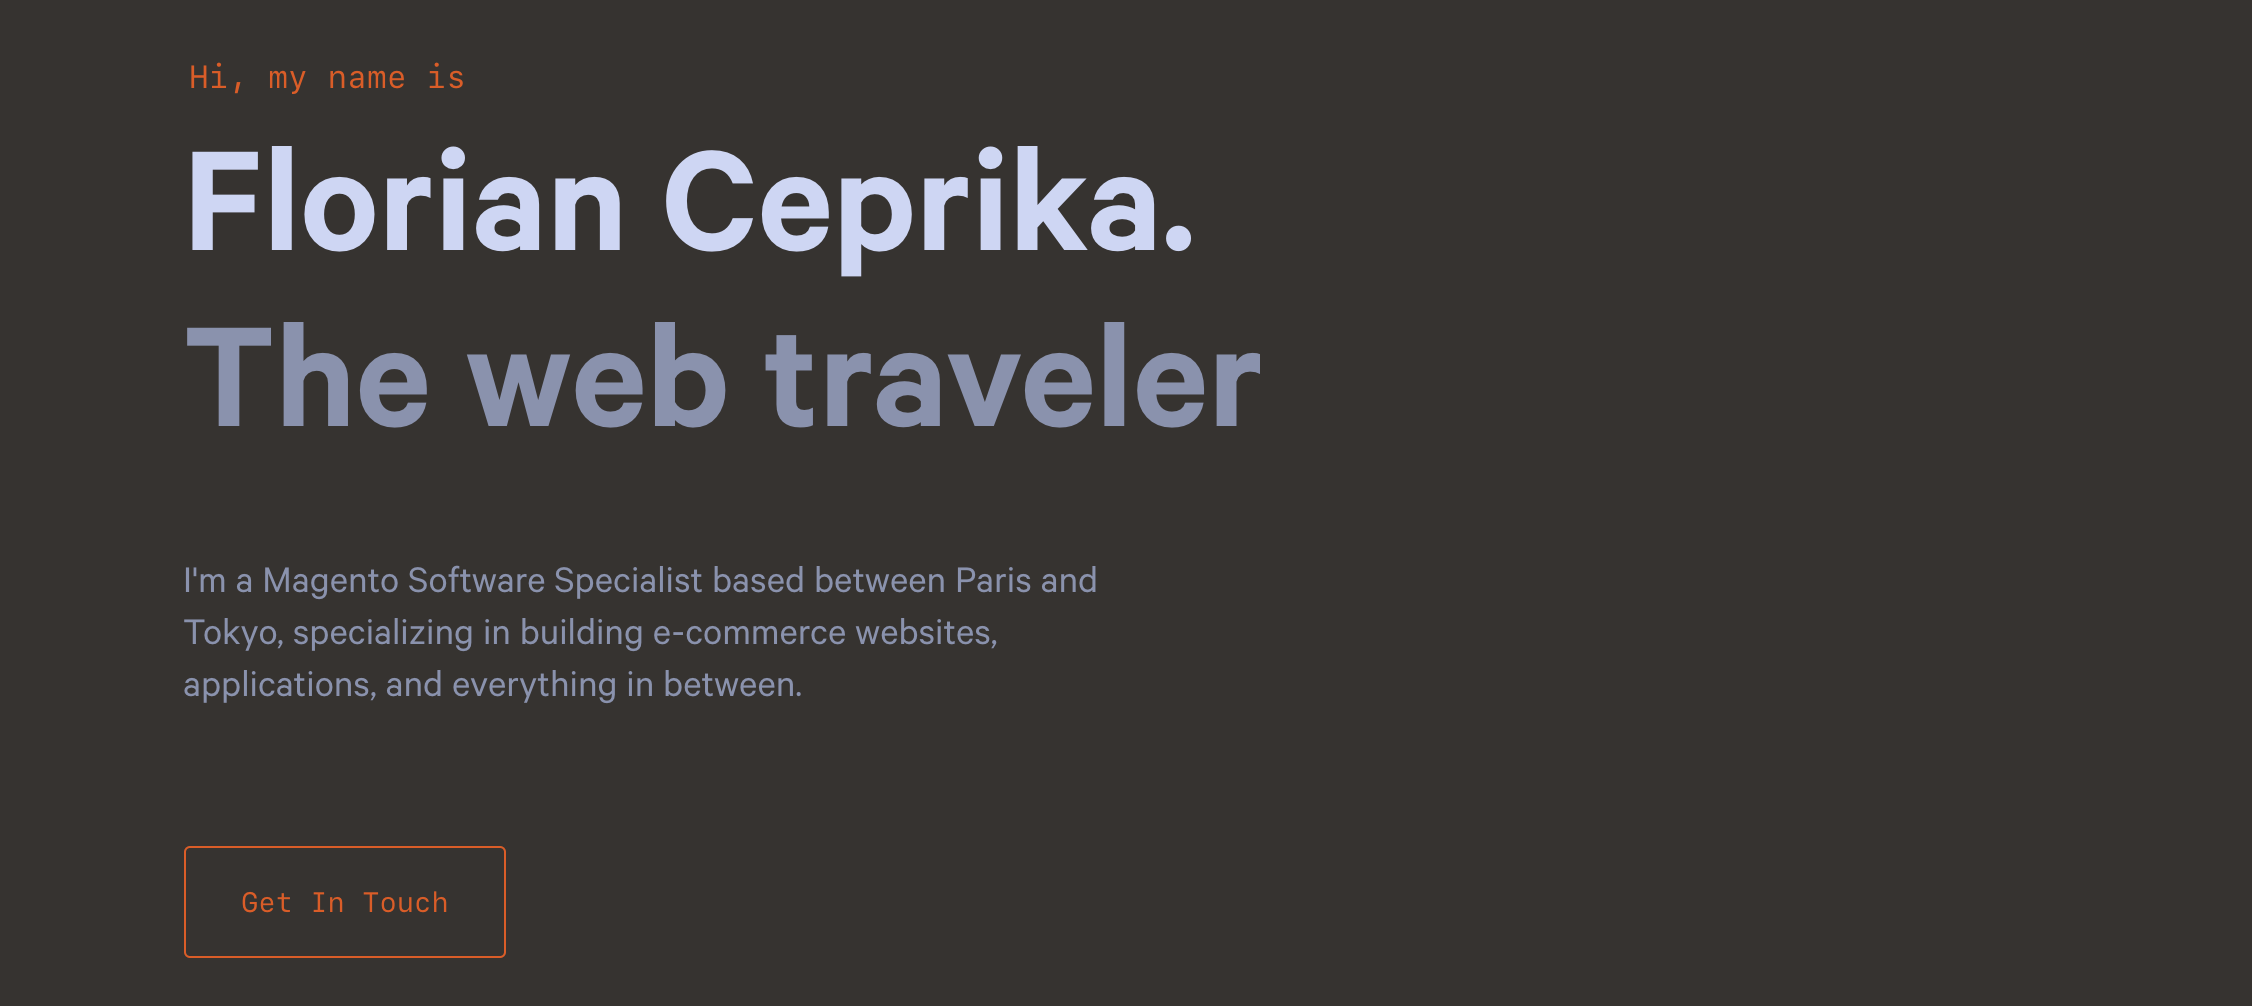 Hi, my name is
Florian Ceprika.
The web traveler
I'm a Magento Software Specialist based between Paris and
Tokyo, specializing in building e-commerce websites,
applications, and everything in between.
Get In Touch